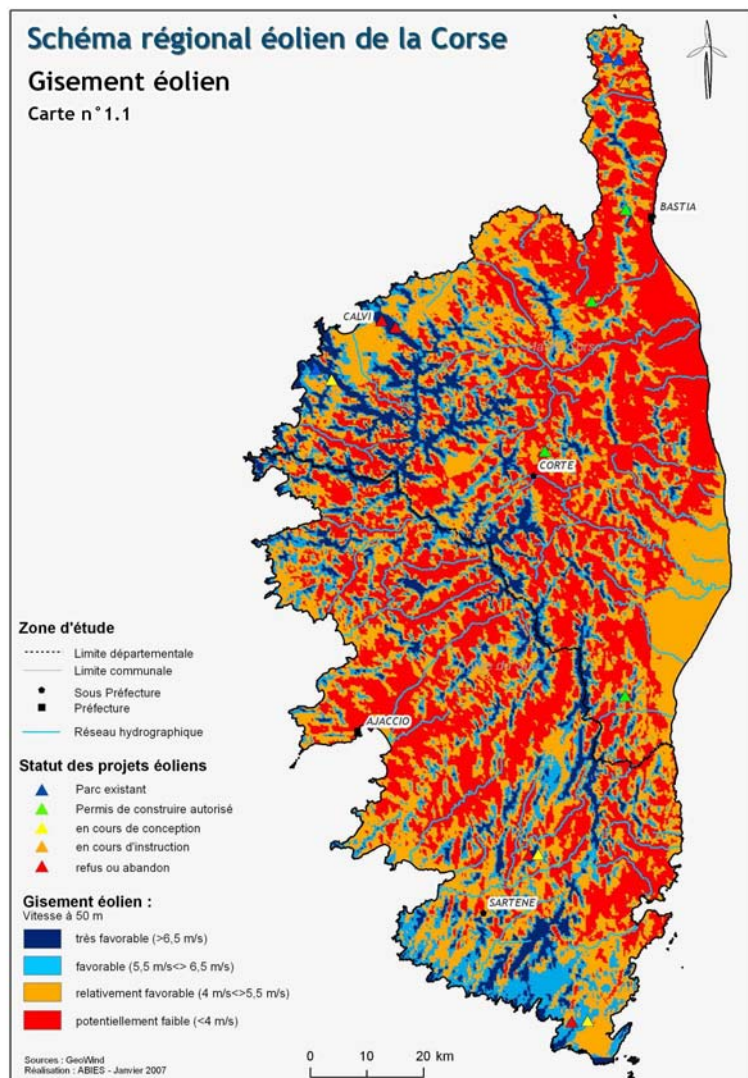 Schéma régional éolien de la Corse
Gisement éolien
Carte n°1.1
BASTIA
CALVI
CORTE
AJACCIO
SARTENE
Zone d'étude
Limite départementale
Limite communale
Sous Préfecture
Préfecture
Réseau hydrographique
Statut des projets éoliens
Parc existant
Permis de construire autorisé
en cours de conception
en cours d'instruction
refus ou abandon
Gisement éolien :
Vitesse à 50 m
très favorable (>6,5 m/s)
favorable (5,5 m/s<> 6,5 m/s)
relativement favorable (4 m/s<>5,5 m/s)
potentiellement faible (<4 m/s)
Sources : GeoWind
Réalisation : ABIES - Janvier 2007
0 10 20 km